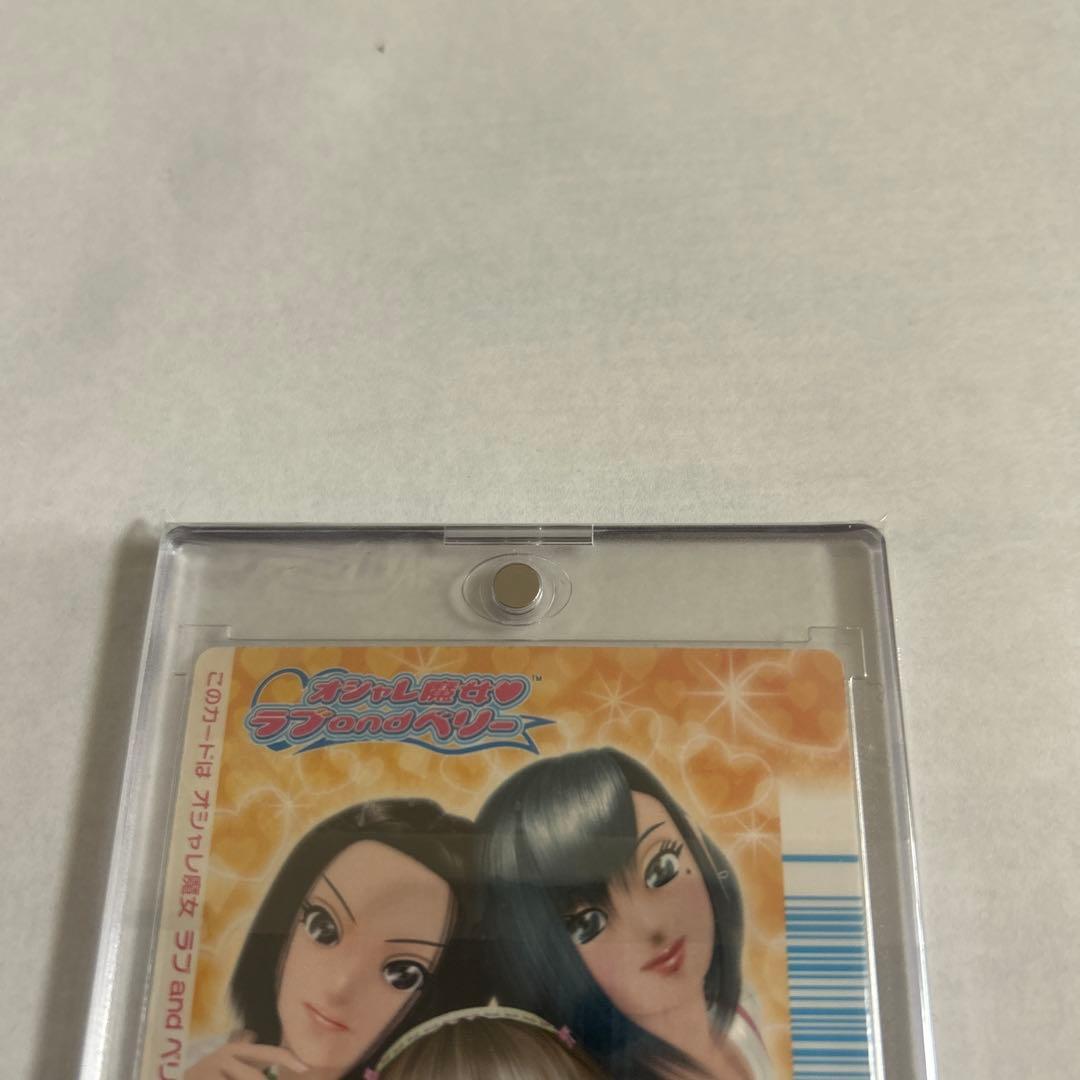 オシャレ魔女♥™
ラブandベリー
このカードは オシャレ魔女 ラブ and ベリ